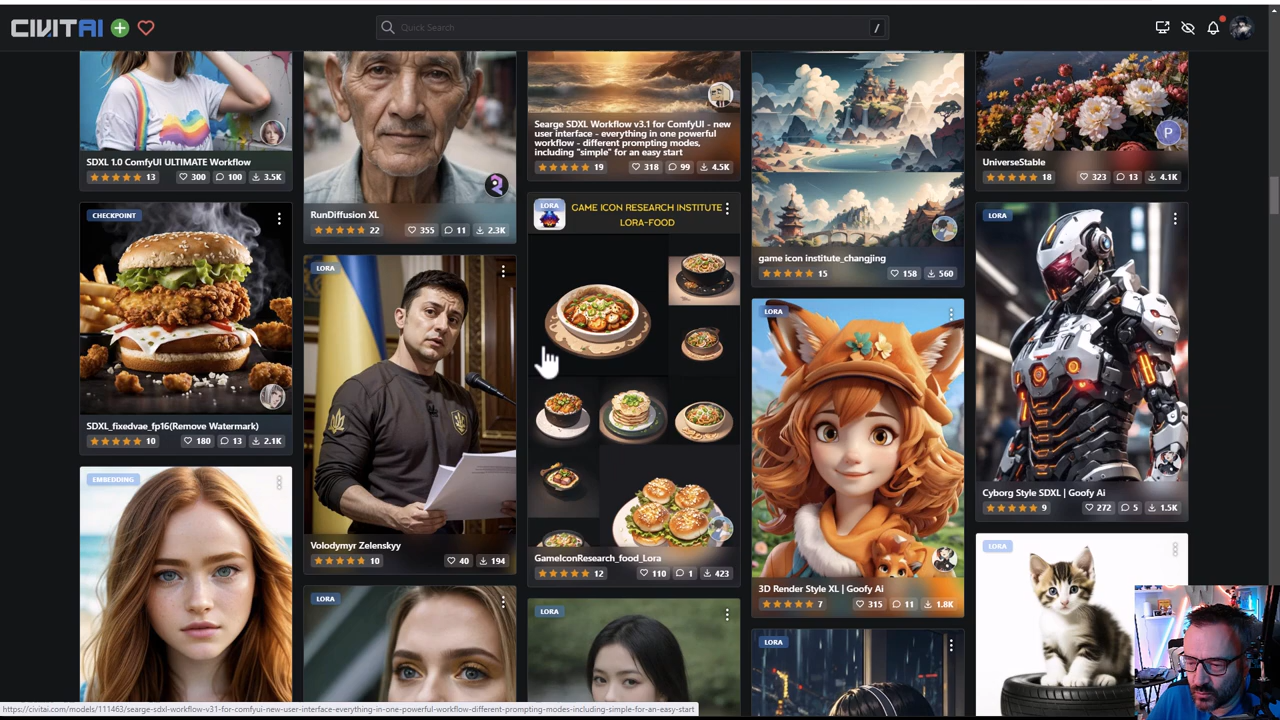 CIVITAI
Quick Search
/
SDXL 1.0 ComfyUI ULTIMATE Workflow
13 300 100 3.5K
CHECKPOINT
SDXL_fixedvae_fp16(Remove Watermark)
10 180 13 2.1K
EMBEDDING
RunDiffusion XL
22 355 11 2.3K
LORA
Volodymyr Zelenskyy
10 40 194
LORA
Searge SDXL Workflow v3.1 for ComfyUI - new
user interface - everything in one powerful
workflow - different prompting modes,
including "simple" for an easy start
19 318 99 4.5K
LORA
GAME ICON RESEARCH INSTITUTE
LORA-FOOD
GameIconResearch_food_Lora
12 110 1 423
LORA
game icon institute_changjing
15 158 560
LORA
3D Render Style XL | Goofy Ai
7 315 11 1.8K
LORA
P
UniverseStable
18 323 13 4.1K
LORA
Cyborg Style SDXL | Goofy Ai
9 272 5 1.5K
LORA
https://civitai.com/models/111463/searge-sdxl-workflow-v31-for-comfyui-new-user-interface-everything-in-one-powerful-workflow-different-prompting-modes-including-simple-for-an-easy-start